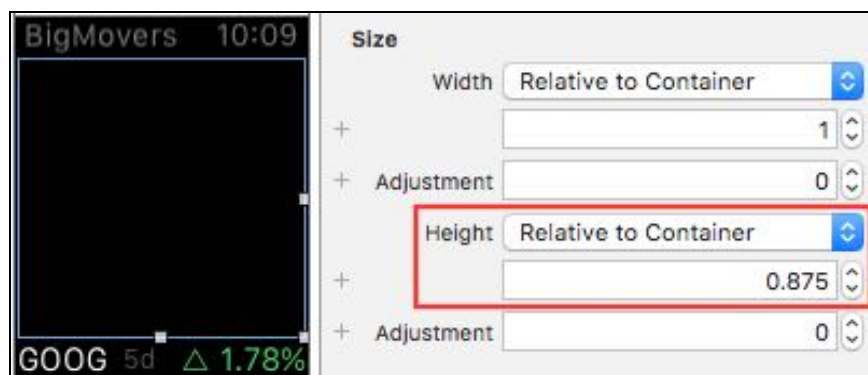 BigMovers 10:09
Size
Width Relative to Container
+ 1
+ Adjustment 0
Height Relative to Container
+ 0.875
+ Adjustment 0
GOOG 5d △ 1.78%